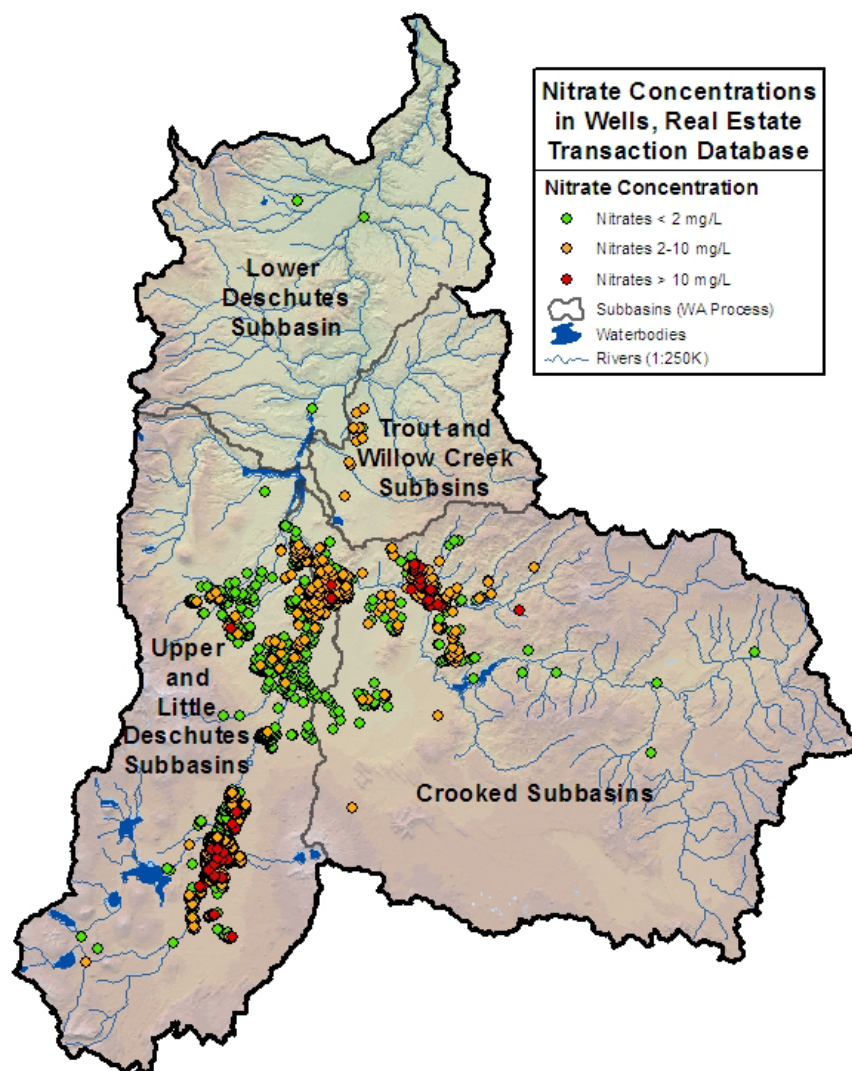 Nitrate Concentrations
in Wells, Real Estate
Transaction Database
Nitrate Concentration
Nitrates < 2 mg/L
Nitrates 2-10 mg/L
Nitrates > 10 mg/L
Subbasins (WA Process)
Waterbodies
Rivers (1:250K)
Lower
Deschutes
Subbasin
Trout and
Willow Creek
Subbsins
Upper
and
Little
Deschutes
Subbasins
Crooked Subbasins